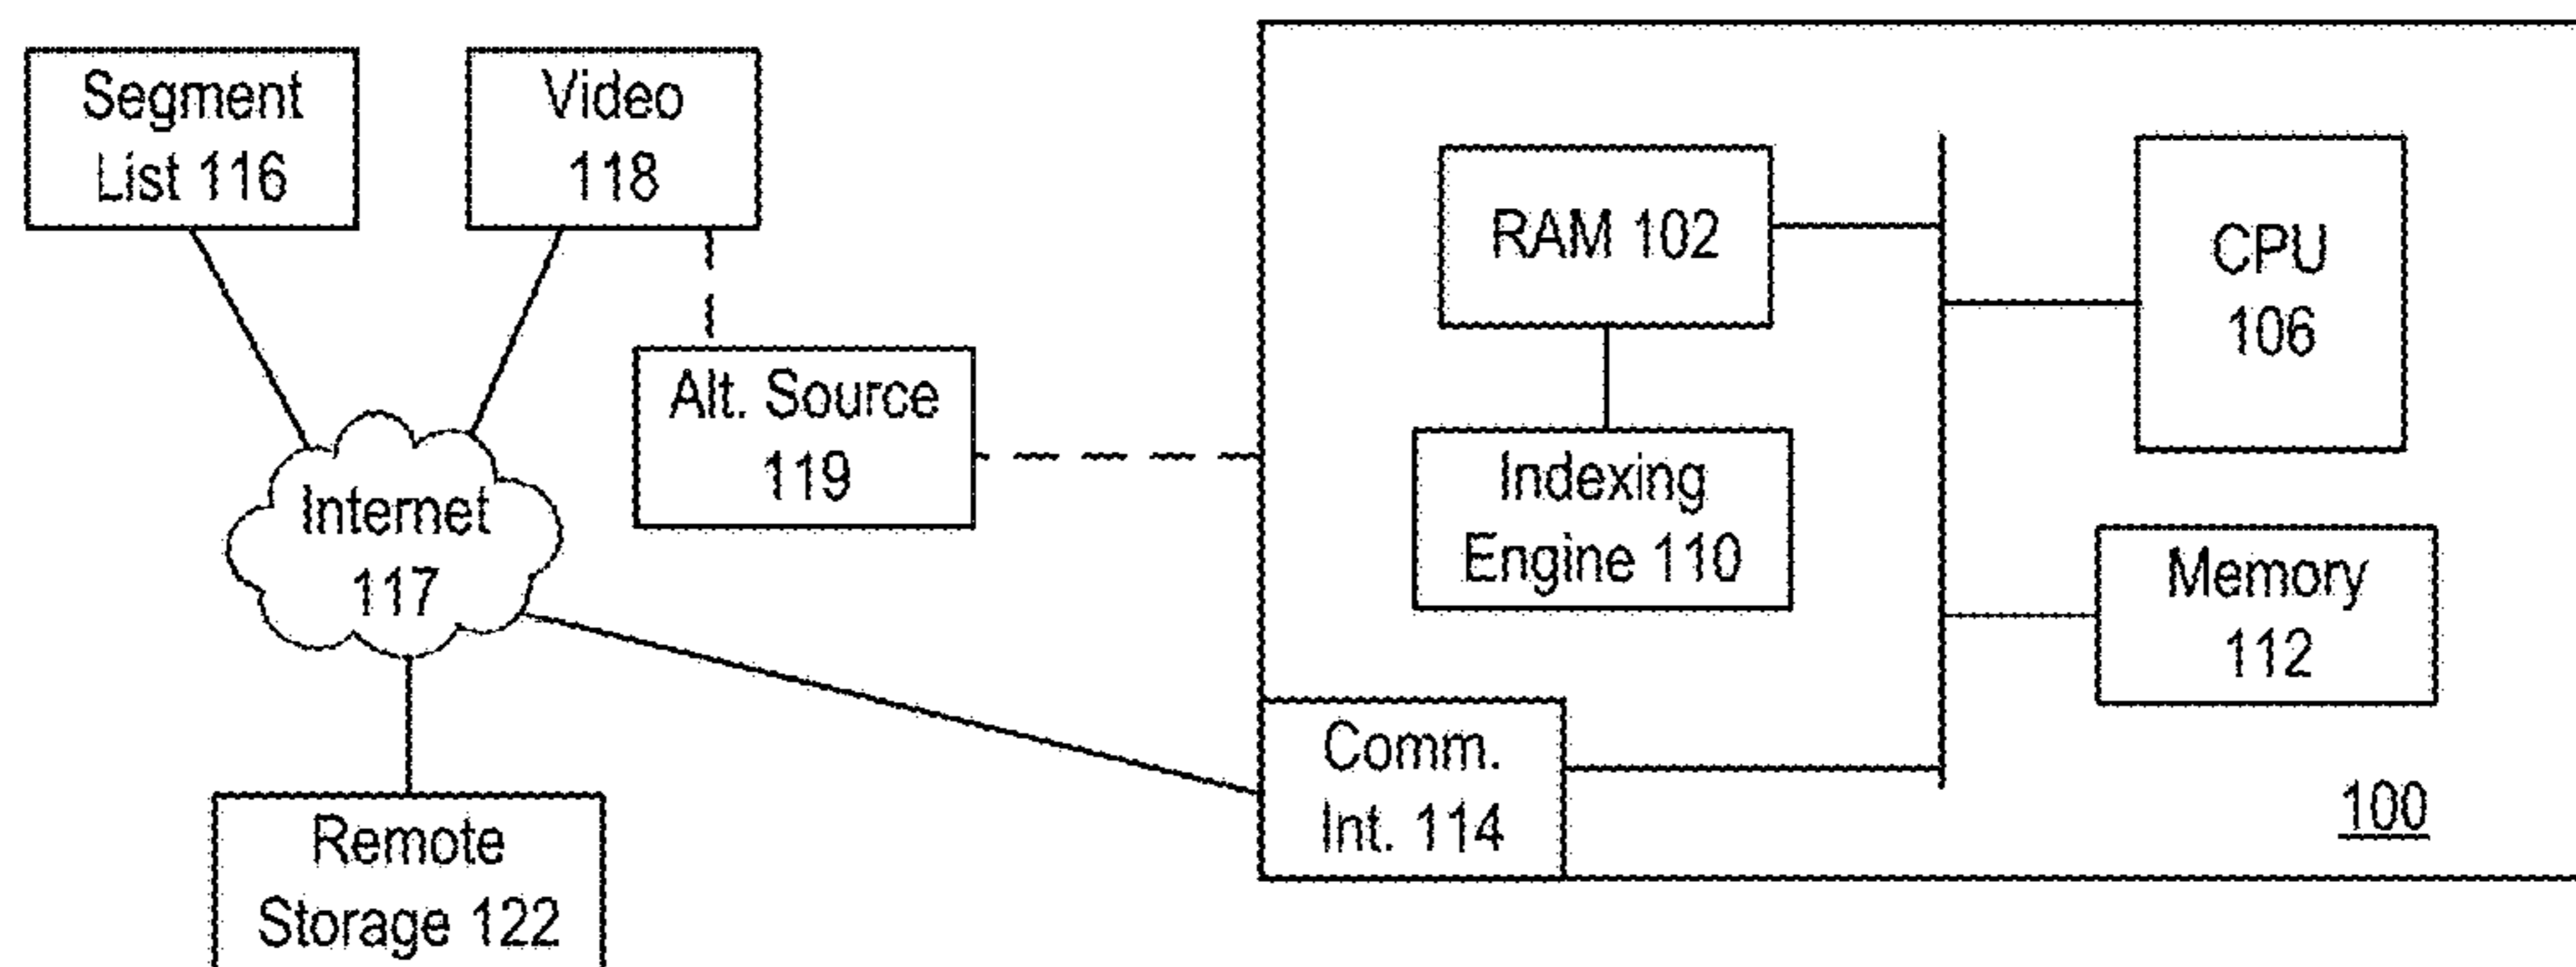 Segment
List 116
Video
118
Alt. Source
119
Internet
117
Remote
Storage 122
RAM 102
Indexing
Engine 110
CPU
106
Memory
112
Comm.
Int. 114
100